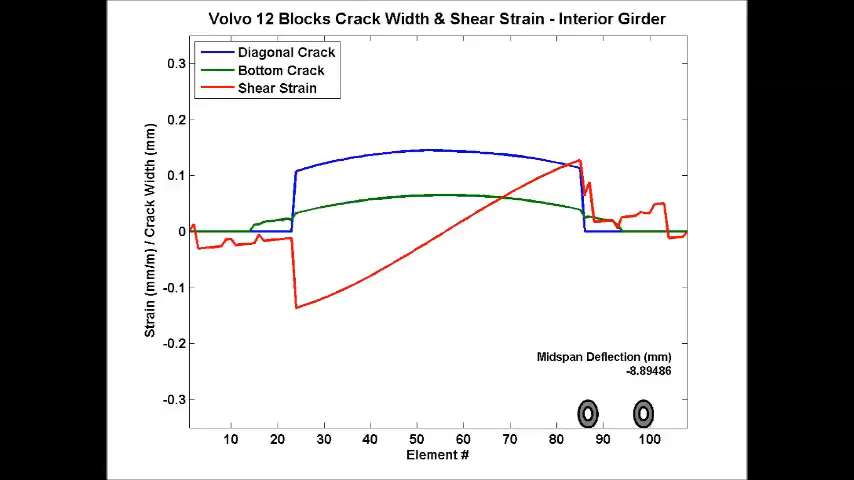 Volvo 12 Blocks Crack Width & Shear Strain - Interior Girder
Diagonal Crack
Bottom Crack
Shear Strain
Strain (mm/m) / Crack Width (mm)
0.3
0.2
0.1
0
-0.1
-0.2
-0.3
Midspan Deflection (mm)
-8.89486
10 20 30 40 50 60 70 80 90 100
Element #